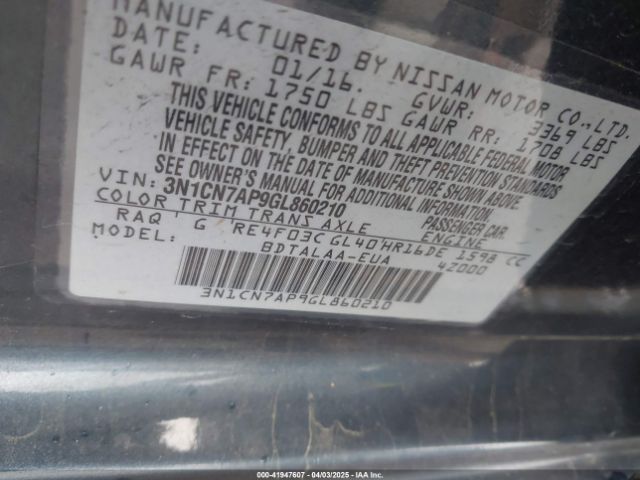 MANUFACTURED BY NISSAN MOTOR CO.,LTD.
DATE: 01/16. GVWR: 3369 LBS
GAWR FR: 1750 LBS GAWR RR: 1708 LBS
THIS VEHICLE CONFORMS TO ALL APPLICABLE FEDERAL MOTOR
VEHICLE SAFETY, BUMPER AND THEFT PREVENTION STANDARDS
IN EFFECT ON THE DATE OF MANUFACTURE SHOWN ABOVE.
SEE OWNER'S MANUAL FOR ADDITIONAL INFORMATION
VIN: 3N1CN7AP9GL860210 PASSENGER CAR
COLOR TRIM TRANS AXLE ENGINE
RAQ G RE4F03C GL40 HR16DE 1598 CC
MODEL: BDTALAA-EUA 42000
3N1CN7AP9GL860210
000-41947607 04/03/2025 IAAI, Inc.